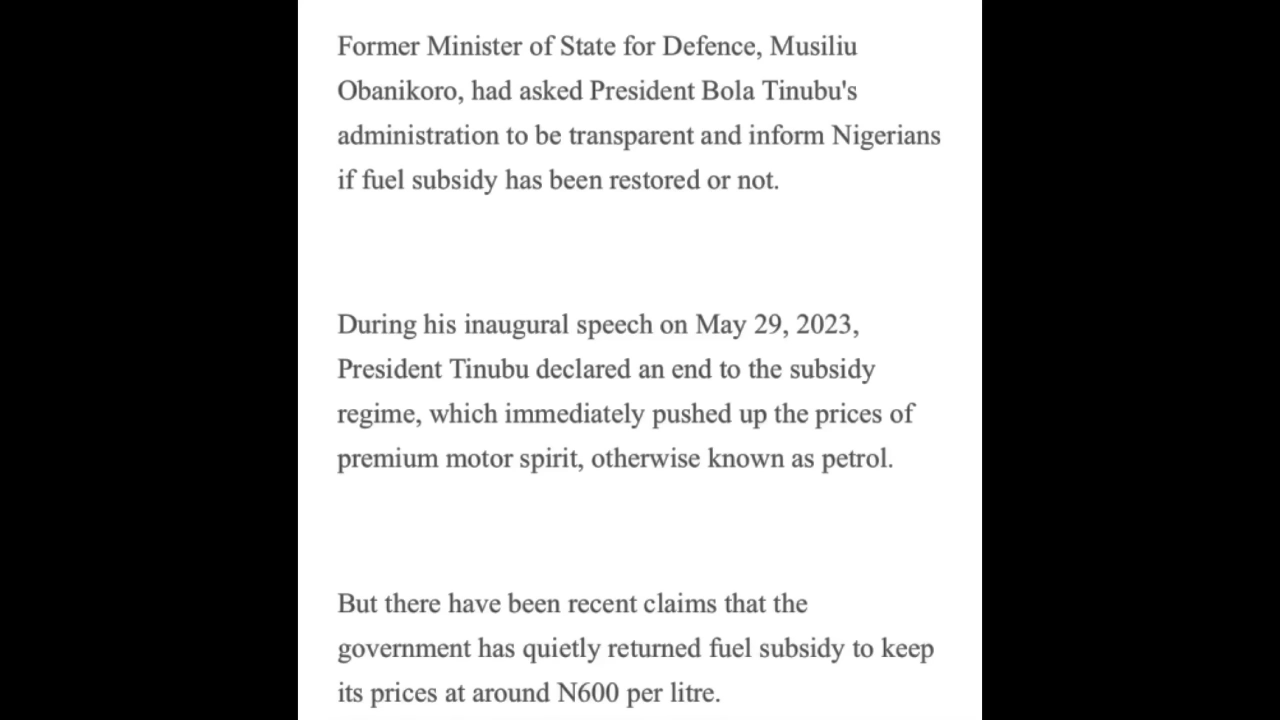 Former Minister of State for Defence, Musiliu
Obanikoro, had asked President Bola Tinubu's
administration to be transparent and inform Nigerians
if fuel subsidy has been restored or not.
During his inaugural speech on May 29, 2023,
President Tinubu declared an end to the subsidy
regime, which immediately pushed up the prices of
premium motor spirit, otherwise known as petrol.
But there have been recent claims that the
government has quietly returned fuel subsidy to keep
its prices at around N600 per litre.